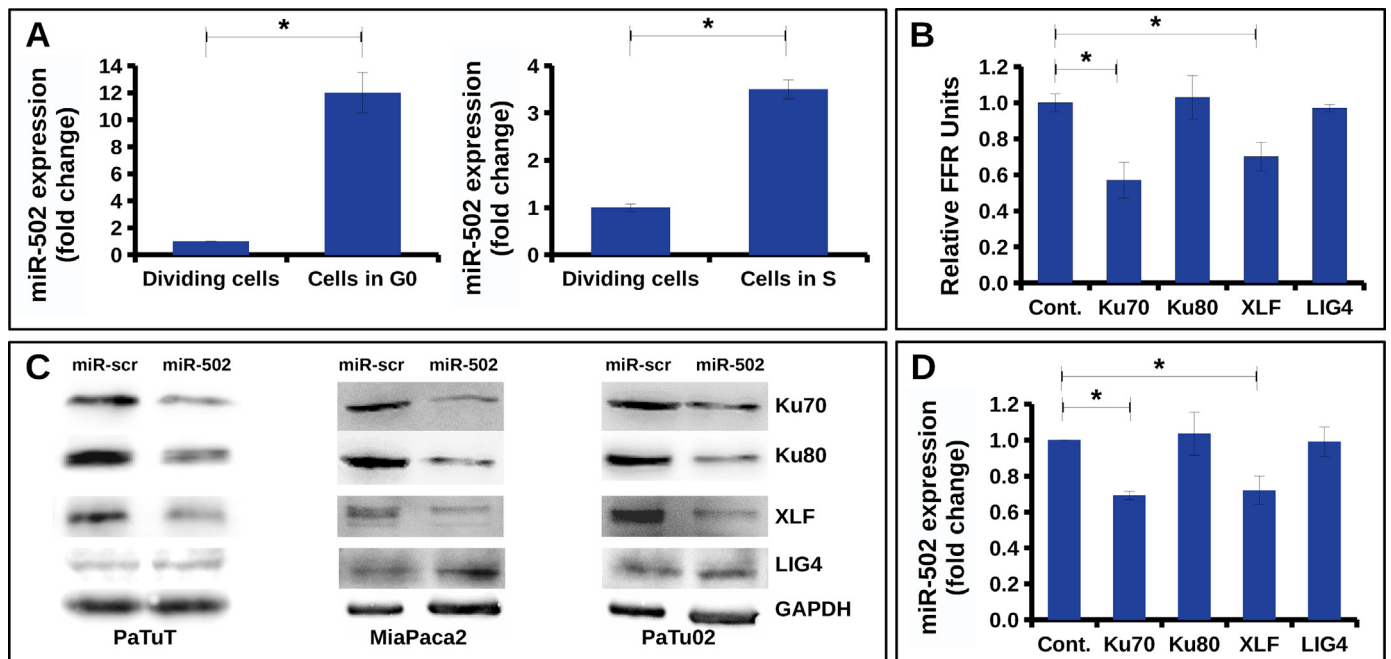 A
miR-502 expression
(fold change)
*
14
12
10
8
6
4
2
0
Dividing cells
Cells in G0
miR-502 expression
(fold change)
*
4
3
2
1
0
Dividing cells
Cells in S
B
Relative FFR Units
*
*
1.2
1.0
0.8
0.6
0.4
0.2
0.0
Cont.
Ku70
Ku80
XLF
LIG4
C
miR-scr
miR-502
miR-scr
miR-502
miR-scr
miR-502
Ku70
Ku80
XLF
LIG4
GAPDH
PaTuT
MiaPaca2
PaTu02
D
miR-502 expression
(fold change)
*
*
1.2
1.0
0.8
0.6
0.4
0.2
0.0
Cont.
Ku70
Ku80
XLF
LIG4